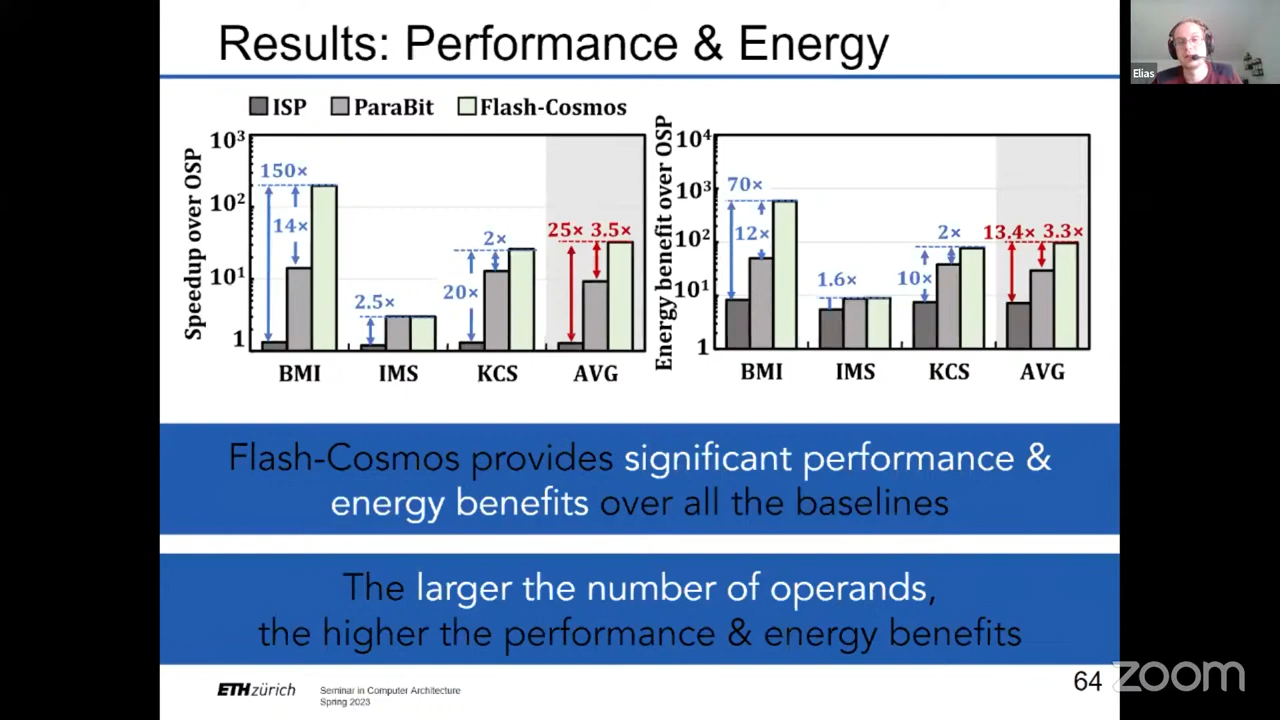 Results: Performance & Energy
Elias
ISP ParaBit Flash-Cosmos
Speedup over OSP
10³
10²
10¹
1
150×
14×
2.5×
2×
20×
25× 3.5×
BMI IMS KCS AVG
Energy benefit over OSP
10⁴
10³
10²
10¹
1
70×
12×
1.6×
2×
10×
13.4× 3.3×
BMI IMS KCS AVG
Flash-Cosmos provides significant performance &
energy benefits over all the baselines
The larger the number of operands,
the higher the performance & energy benefits
ETH zürich
Seminar in Computer Architecture
Spring 2023
64
zoom